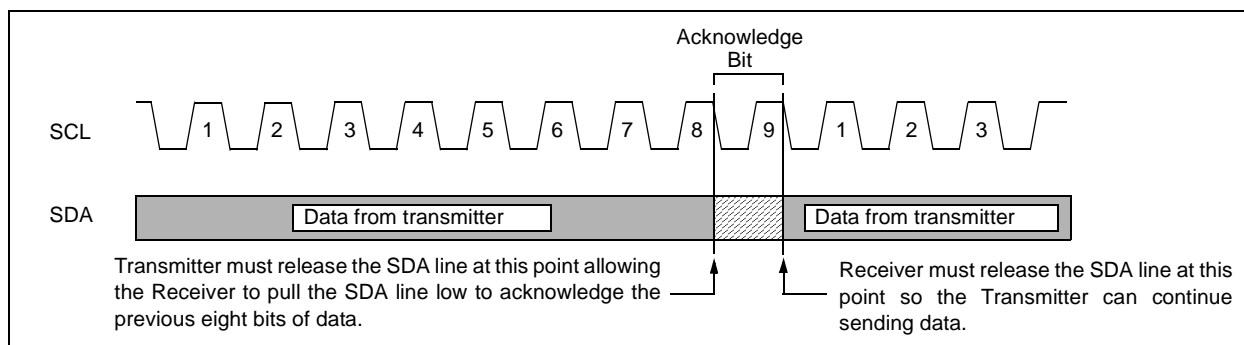 Acknowledge
Bit
SCL
1 2 3 4 5 6 7 8 9 1 2 3
SDA
Data from transmitter
Data from transmitter
Transmitter must release the SDA line at this point allowing
the Receiver to pull the SDA line low to acknowledge the
previous eight bits of data.
Receiver must release the SDA line at this
point so the Transmitter can continue
sending data.